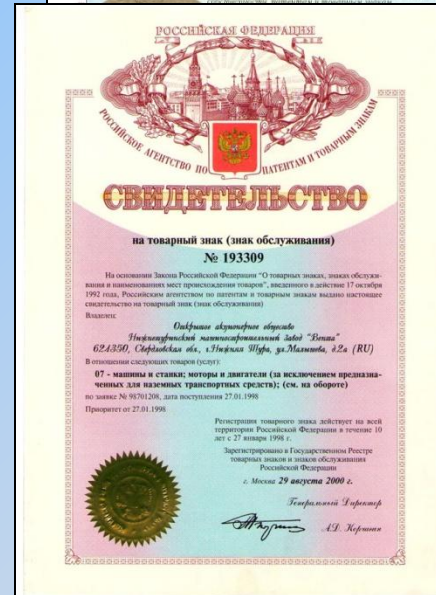 РОССИЙСКАЯ ФЕДЕРАЦИЯ
РОССИЙСКОЕ АГЕНТСТВО ПО ПАТЕНТАМ И ТОВАРНЫМ ЗНАКАМ
СВИДЕТЕЛЬСТВО
на товарный знак (знак обслуживания)
№ 193309
На основании Закона Российской Федерации "О товарных знаках, знаках обслужи-
вания и наименованиях мест происхождения товаров", введенного в действие 17 октября
1992 года, Российским агентством по патентам и товарным знакам выдано настоящее
свидетельство на товарный знак (знак обслуживания)
Владелец:
Открытое акционерное общество
Нижнетуринский машиностроительный завод "Вента"
624350, Свердловская обл., г.Нижняя Тура, ул.Малышева, д.2а (RU)
В отношении следующих товаров (услуг):
07 - машины и станки; моторы и двигатели (за исключением предназна-
ченных для наземных транспортных средств); (см. на обороте)
по заявке № 98701208, дата поступления 27.01.1998
Приоритет от 27.01.1998
Регистрация товарного знака действует на всей
территории Российской Федерации в течение 10
лет с 27 января 1998 г.
Зарегистрировано в Государственном Реестре
товарных знаков и знаков обслуживания
Российской Федерации
г. Москва 29 августа 2000 г.
Генеральный Директор
А.Д. Корчагин